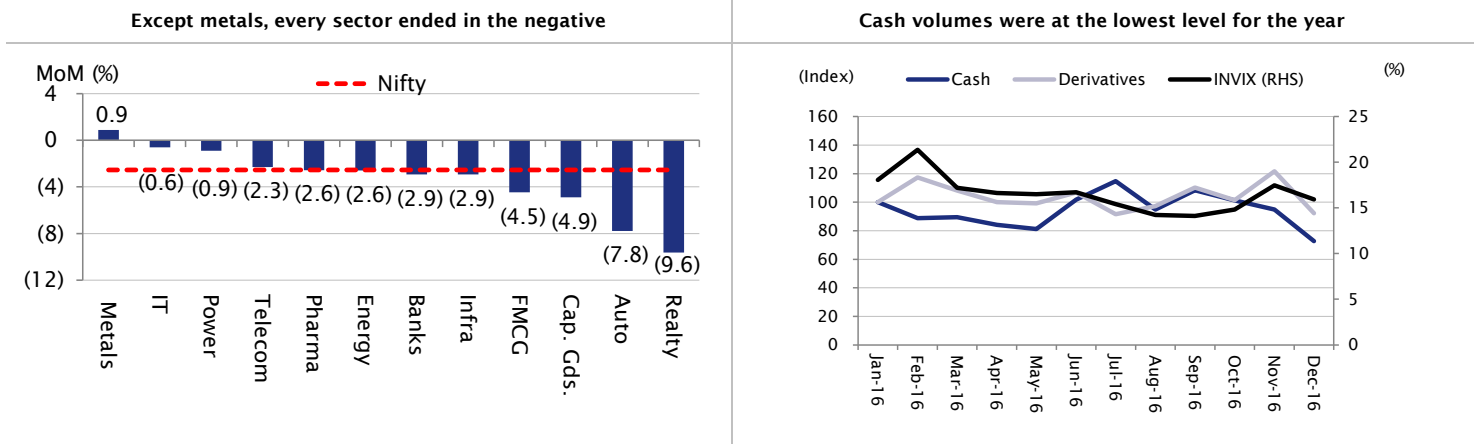 Except metals, every sector ended in the negative
MoM (%)
Nifty
4
0
(4)
(8)
(12)
0.9
(0.6)
(0.9)
(2.3)
(2.6)
(2.6)
(2.9)
(2.9)
(4.5)
(4.9)
(7.8)
(9.6)
Metals
IT
Power
Telecom
Pharma
Energy
Banks
Infra
FMCG
Cap. Gds.
Auto
Realty
Cash volumes were at the lowest level for the year
(Index)
Cash
Derivatives
INVIX (RHS)
(%)
160
140
120
100
80
60
40
20
0
25
20
15
10
5
0
Jan-16
Feb-16
Mar-16
Apr-16
May-16
Jun-16
Jul-16
Aug-16
Sep-16
Oct-16
Nov-16
Dec-16